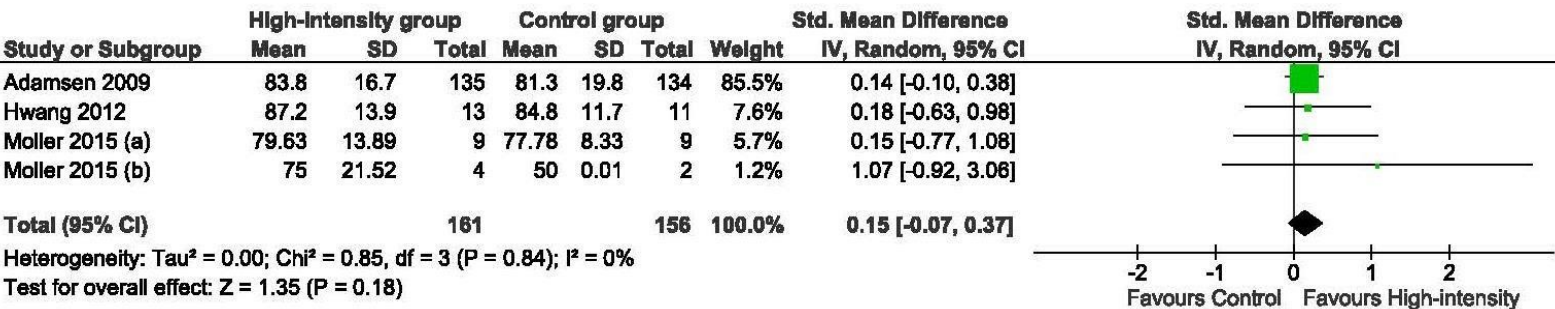 High-intensity group Control group Std. Mean Difference Std. Mean Difference
Study or Subgroup Mean SD Total Mean SD Total Weight IV, Random, 95% CI IV, Random, 95% CI
Adamsen 2009 83.8 16.7 135 81.3 19.8 134 85.5% 0.14 [-0.10, 0.38]
Hwang 2012 87.2 13.9 13 84.8 11.7 11 7.6% 0.18 [-0.63, 0.98]
Moller 2015 (a) 79.63 13.89 9 77.78 8.33 9 5.7% 0.15 [-0.77, 1.08]
Moller 2015 (b) 75 21.52 4 50 0.01 2 1.2% 1.07 [-0.92, 3.06]
Total (95% CI) 161 156 100.0% 0.15 [-0.07, 0.37]
Heterogeneity: Tau² = 0.00; Chi² = 0.85, df = 3 (P = 0.84); I² = 0%
Test for overall effect: Z = 1.35 (P = 0.18)
-2 -1 0 1 2
Favours Control Favours High-intensity